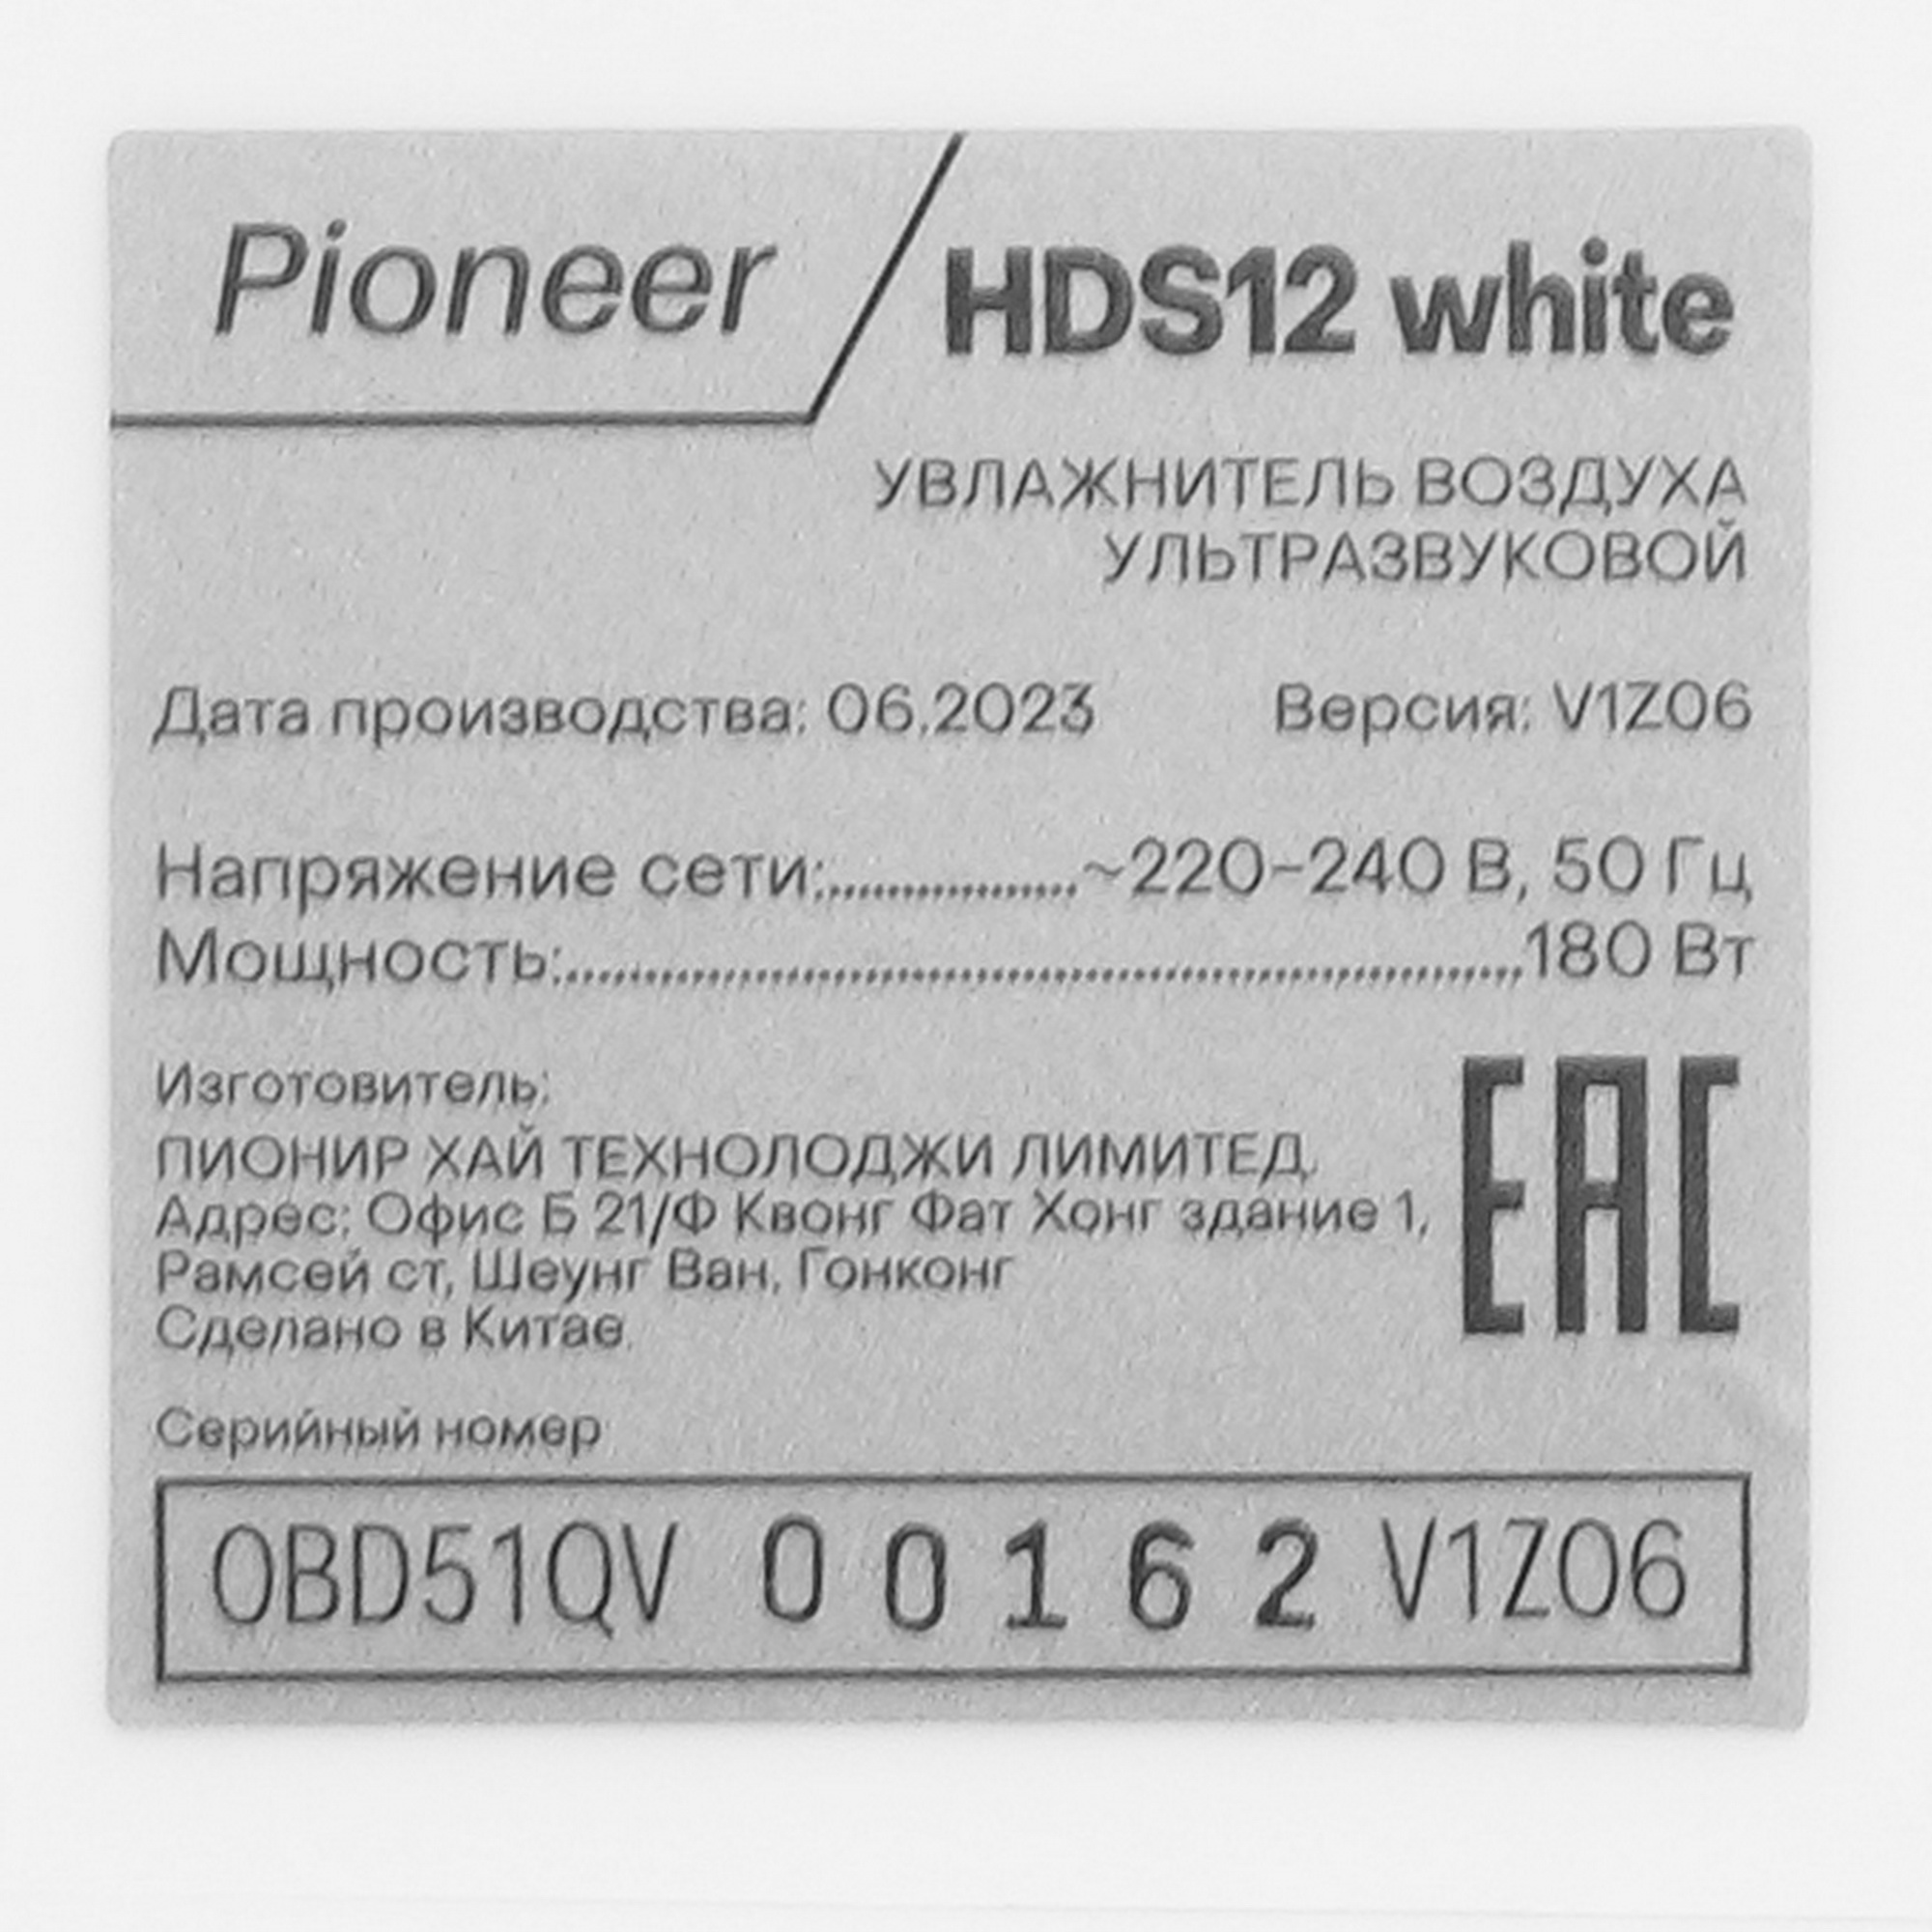 Pioneer
HDS12 white
УВЛАЖНИТЕЛЬ ВОЗДУХА
УЛЬТРАЗВУКОВОЙ
Дата производства: 06.2023 Версия: V1Z06
Напряжение сети:................~220-240 В, 50 Гц
Мощность:.............................................................180 Вт
Изготовитель:
ПИОНИР ХАЙ ТЕХНОЛОДЖИ ЛИМИТЕД.
Адрес: Офис Б 21/Ф Квонг Фат Хонг здание 1,
Рамсей ст, Шеунг Ван, Гонконг
Сделано в Китае
EAC
Серийный номер
0BD51QV 0 0 1 6 2 V1Z06